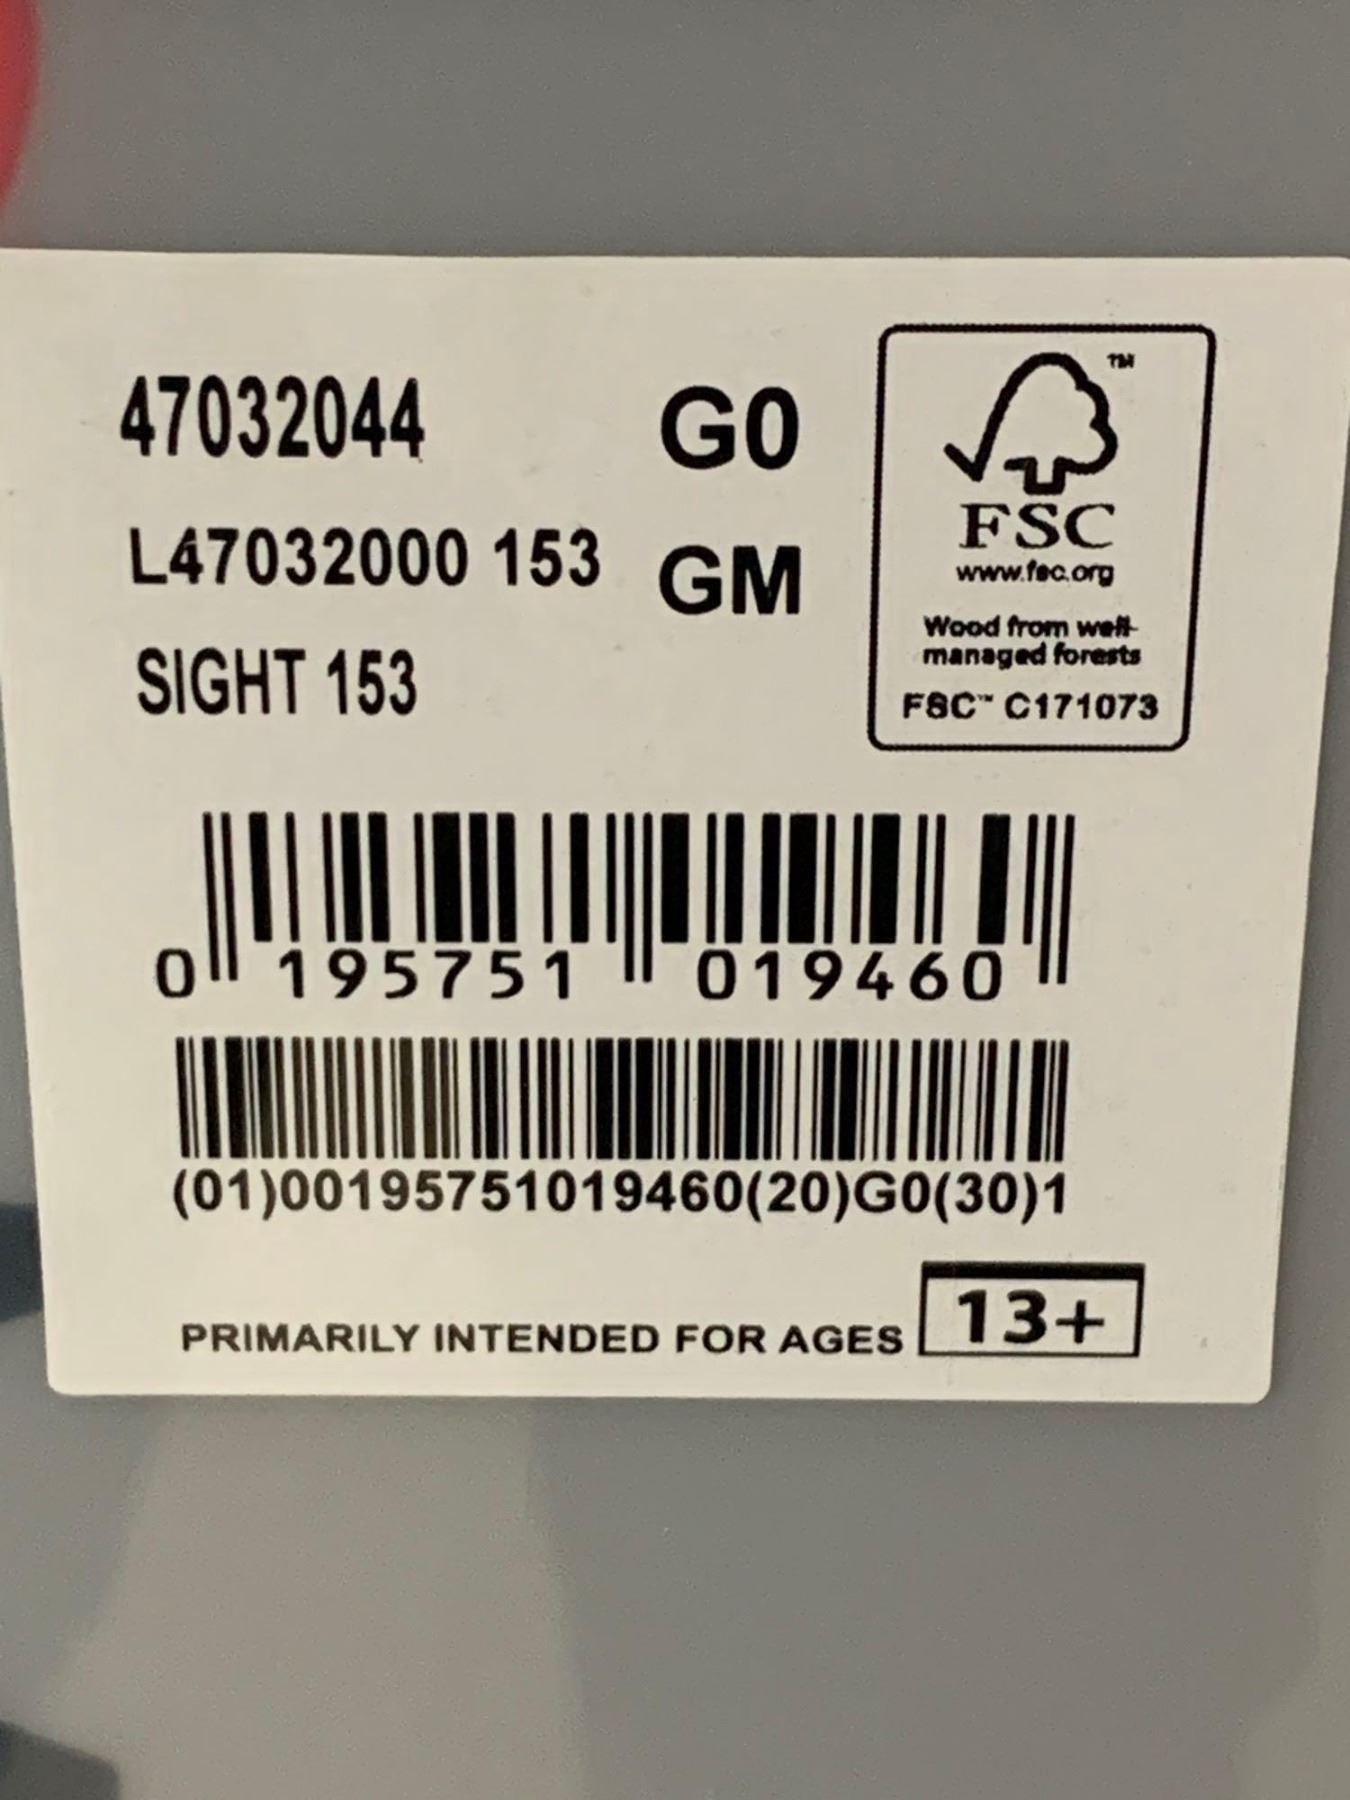 47032044 G0
L47032000 153 GM
SIGHT 153
TM
FSC
www.fsc.org
Wood from well-
managed forests
FSC™ C171073
0 195751 019460
(01)00195751019460(20)G0(30)1
PRIMARILY INTENDED FOR AGES 13+